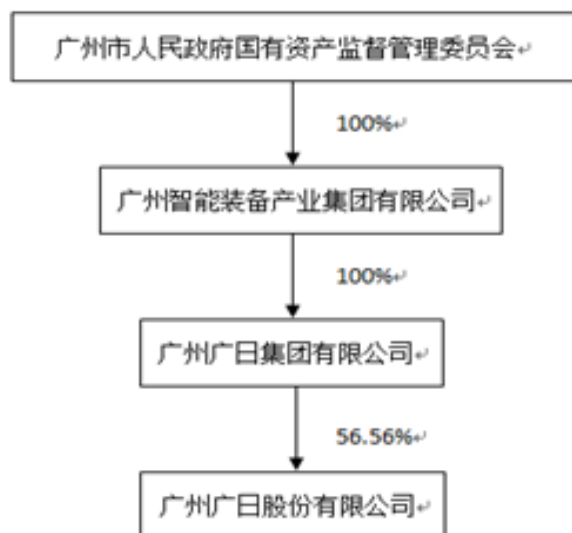 广州市人民政府国有资产监督管理委员会
100%
广州智能装备产业集团有限公司
100%
广州广日集团有限公司
56.56%
广州广日股份有限公司